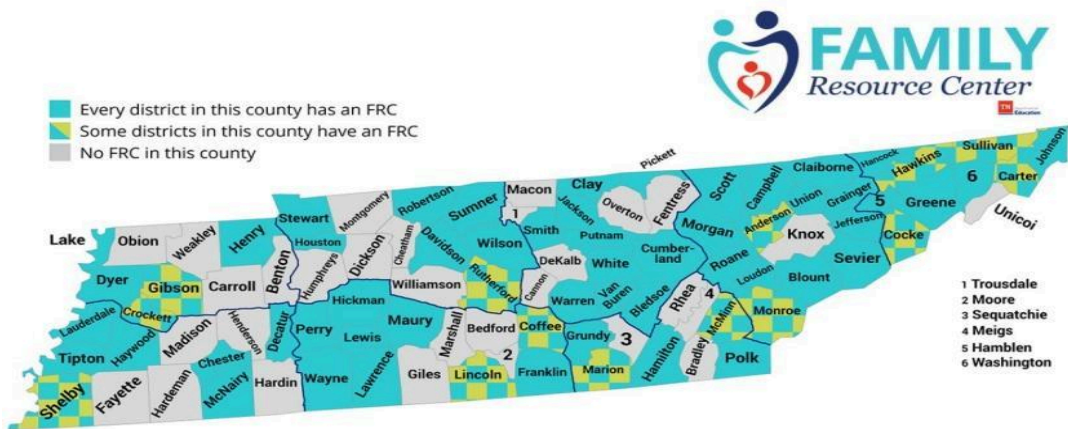 FAMILY
Resource Center
TN
Education
Every district in this county has an FRC
Some districts in this county have an FRC
No FRC in this county
Lake
Obion
Weakley
Henry
Stewart
Montgomery
Robertson
Sumner
Macon
Clay
Pickett
Scott
Campbell
Claiborne
Hancock
Hawkins
Sullivan
Johnson
Carter
Unicoi
6
Greene
5
Grainger
Union
Anderson
Jefferson
Cocke
Sevier
Knox
Morgan
Fentress
Overton
Jackson
1
Smith
Putnam
Wilson
Davidson
Cheatham
Dickson
Houston
Humphreys
Benton
Carroll
Gibson
Dyer
Crockett
Lauderdale
Haywood
Tipton
Madison
Henderson
Decatur
Perry
Hickman
Williamson
Rutherford
Cannon
DeKalb
White
Cumber-
land
Roane
Loudon
Blount
Monroe
McMinn
4
Rhea
Bledsoe
Van
Buren
Warren
Coffee
Bedford
Marshall
Maury
Lewis
Chester
Shelby
Fayette
Hardeman
McNairy
Hardin
Wayne
Lawrence
Giles
Lincoln
2
Franklin
Grundy
Marion
3
Hamilton
Bradley
Polk
1 Trousdale
2 Moore
3 Sequatchie
4 Meigs
5 Hamblen
6 Washington